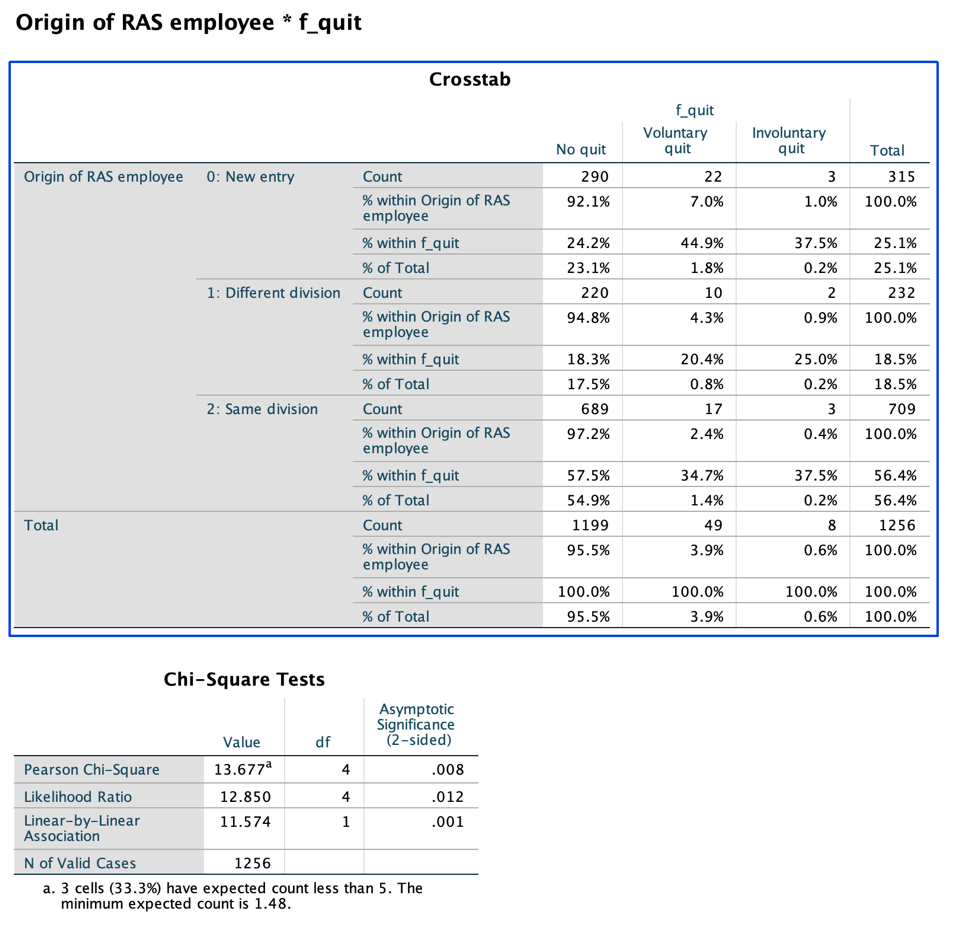 Origin of RAS employee * f_quit
Crosstab
f_quit
No quit Voluntary quit Involuntary quit Total
Origin of RAS employee 0: New entry Count 290 22 3 315
% within Origin of RAS employee 92.1% 7.0% 1.0% 100.0%
% within f_quit 24.2% 44.9% 37.5% 25.1%
% of Total 23.1% 1.8% 0.2% 25.1%
1: Different division Count 220 10 2 232
% within Origin of RAS employee 94.8% 4.3% 0.9% 100.0%
% within f_quit 18.3% 20.4% 25.0% 18.5%
% of Total 17.5% 0.8% 0.2% 18.5%
2: Same division Count 689 17 3 709
% within Origin of RAS employee 97.2% 2.4% 0.4% 100.0%
% within f_quit 57.5% 34.7% 37.5% 56.4%
% of Total 54.9% 1.4% 0.2% 56.4%
Total Count 1199 49 8 1256
% within Origin of RAS employee 95.5% 3.9% 0.6% 100.0%
% within f_quit 100.0% 100.0% 100.0% 100.0%
% of Total 95.5% 3.9% 0.6% 100.0%
Chi-Square Tests
Value df Asymptotic Significance (2-sided)
Pearson Chi-Square 13.677a 4 .008
Likelihood Ratio 12.850 4 .012
Linear-by-Linear Association 11.574 1 .001
N of Valid Cases 1256
a. 3 cells (33.3%) have expected count less than 5. The
minimum expected count is 1.48.